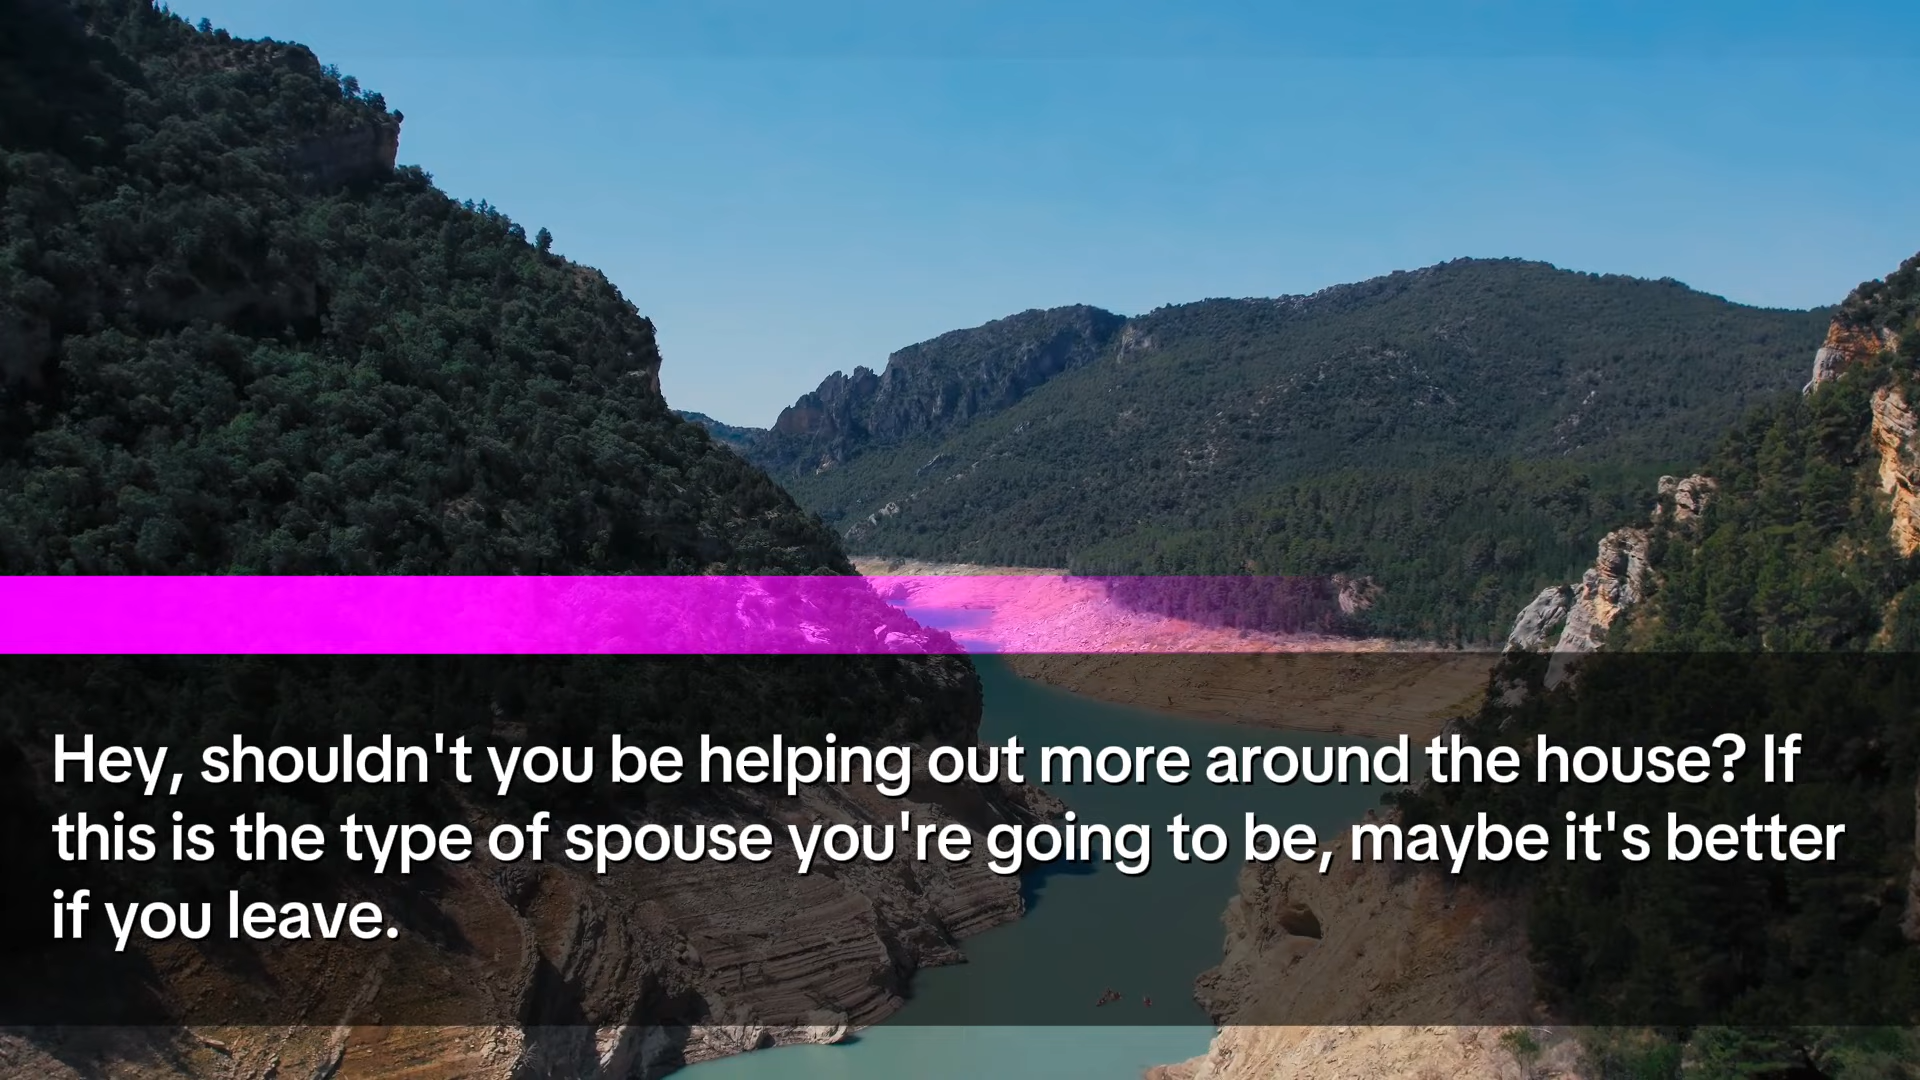 Hey, shouldn't you be helping out more around the house? If
this is the type of spouse you're going to be, maybe it's better
if you leave.